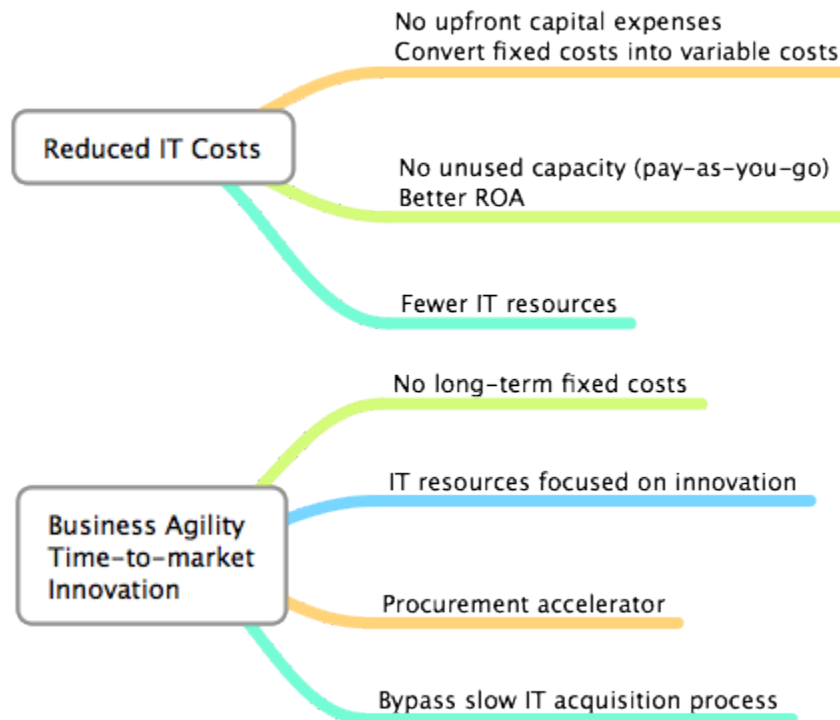 No upfront capital expenses
Convert fixed costs into variable costs
Reduced IT Costs
No unused capacity (pay-as-you-go)
Better ROA
Fewer IT resources
No long-term fixed costs
IT resources focused on innovation
Business Agility
Time-to-market
Innovation
Procurement accelerator
Bypass slow IT acquisition process